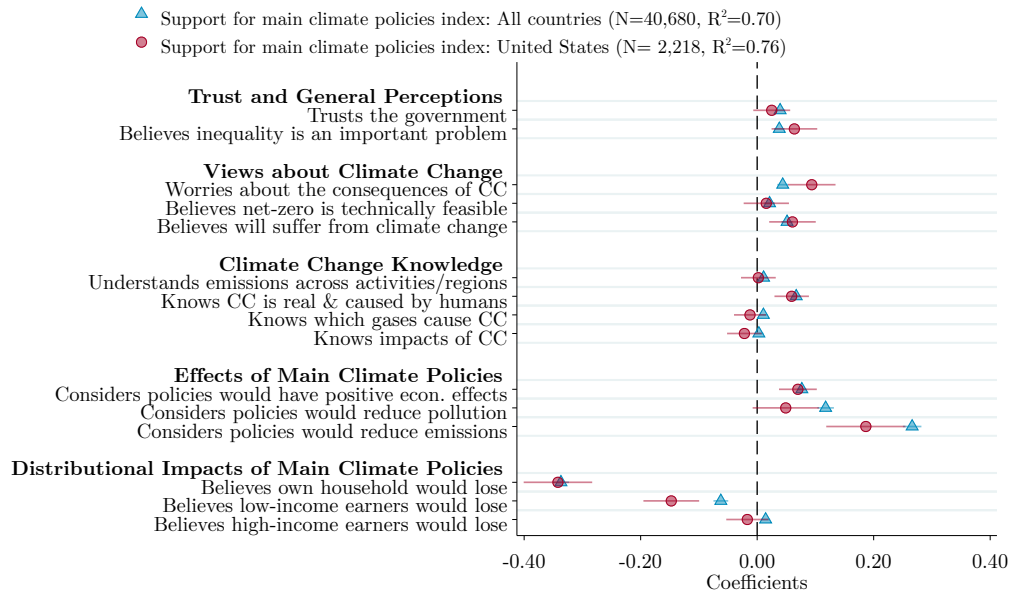 Support for main climate policies index: All countries (N=40,680, R²=0.70)
Support for main climate policies index: United States (N= 2,218, R²=0.76)
Trust and General Perceptions
Trusts the government
Believes inequality is an important problem
Views about Climate Change
Worries about the consequences of CC
Believes net-zero is technically feasible
Believes will suffer from climate change
Climate Change Knowledge
Understands emissions across activities/regions
Knows CC is real & caused by humans
Knows which gases cause CC
Knows impacts of CC
Effects of Main Climate Policies
Considers policies would have positive econ. effects
Considers policies would reduce pollution
Considers policies would reduce emissions
Distributional Impacts of Main Climate Policies
Believes own household would lose
Believes low-income earners would lose
Believes high-income earners would lose
-0.40 -0.20 0.00 0.20 0.40
Coefficients